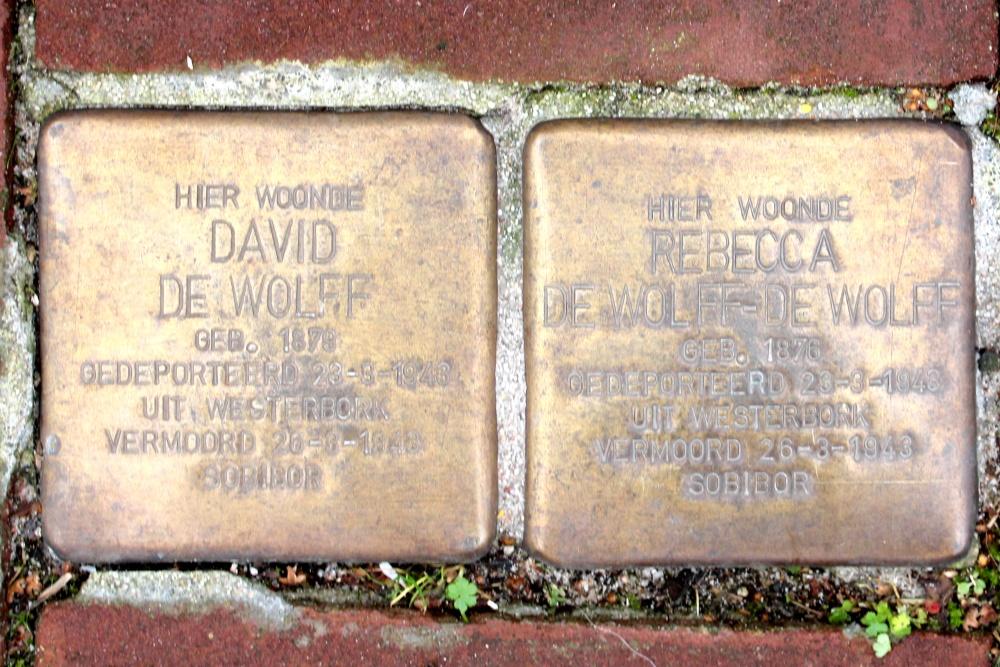 HIER WOONDE
DAVID
DE WOLFF
GEB. 1879
GEDEPORTEERD 23-3-1943
UIT WESTERBORK
VERMOORD 26-3-1943
SOBIBOR
HIER WOONDE
REBECCA
DE WOLFF-DE WOLFF
GEB. 1876
GEDEPORTEERD 23-3-1943
UIT WESTERBORK
VERMOORD 26-3-1943
SOBIBOR